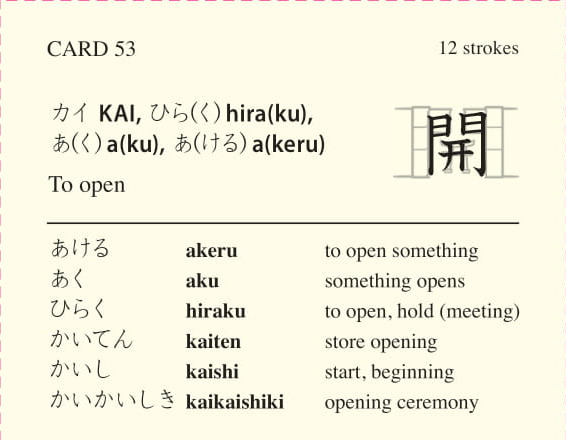 CARD 53 12 strokes
カイ KAI, ひら(く) hira(ku),
あ(く) a(ku), あ(ける) a(keru)
開
To open
あける akeru to open something
あく aku something opens
ひらく hiraku to open, hold (meeting)
かいてん kaiten store opening
かいし kaishi start, beginning
かいかいしき kaikaishiki opening ceremony